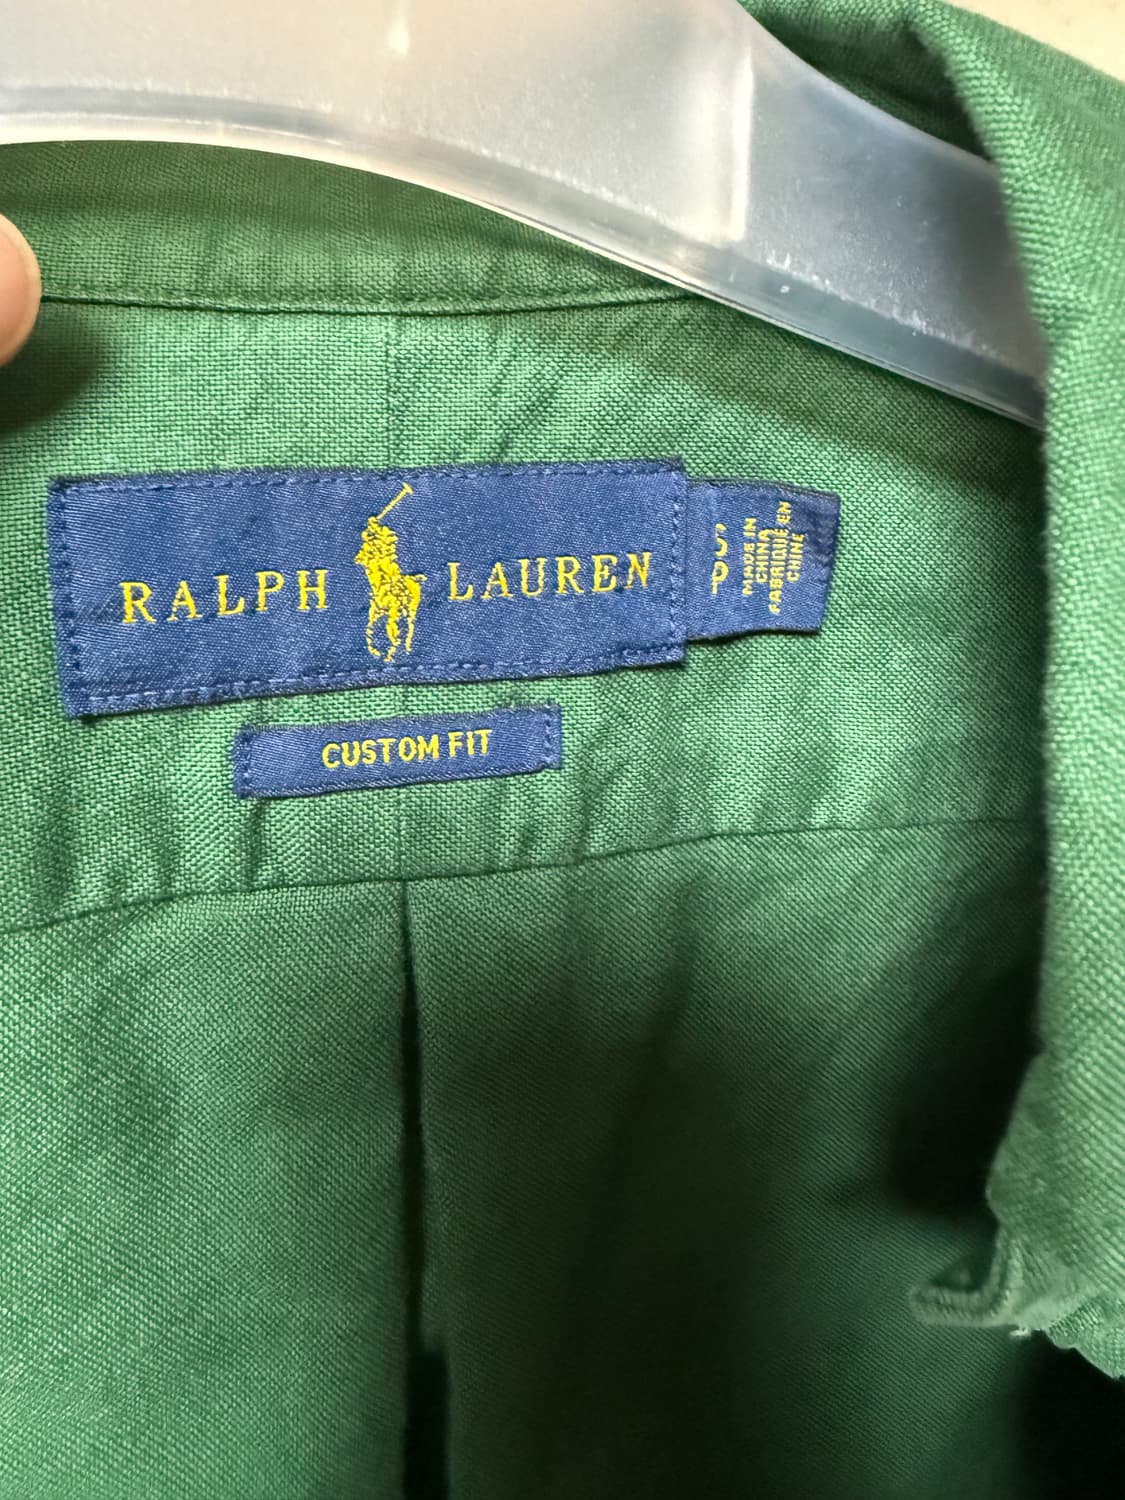 RALPH LAUREN
S
P
MADE IN
CHINA
FABRIQUÉ EN
CHINE
CUSTOM FIT